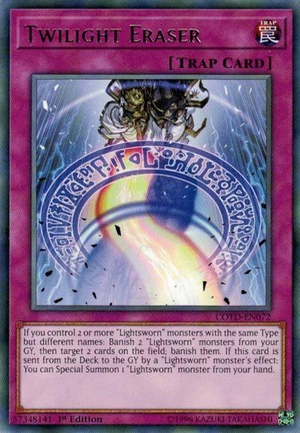 TWILIGHT ERASER
TRAP
罠
[TRAP CARD]
COTD-EN072
If you control 2 or more "Lightsworn" monsters with the same Type
but different names: Banish 2 "Lightsworn" monsters from your
GY, then target 2 cards on the field; banish them. If this card is
sent from the Deck to the GY by a "Lightsworn" monster's effect:
You can Special Summon 1 "Lightsworn" monster from your hand.
57348141 1st Edition
©1996 KAZUKI TAKAHASHI